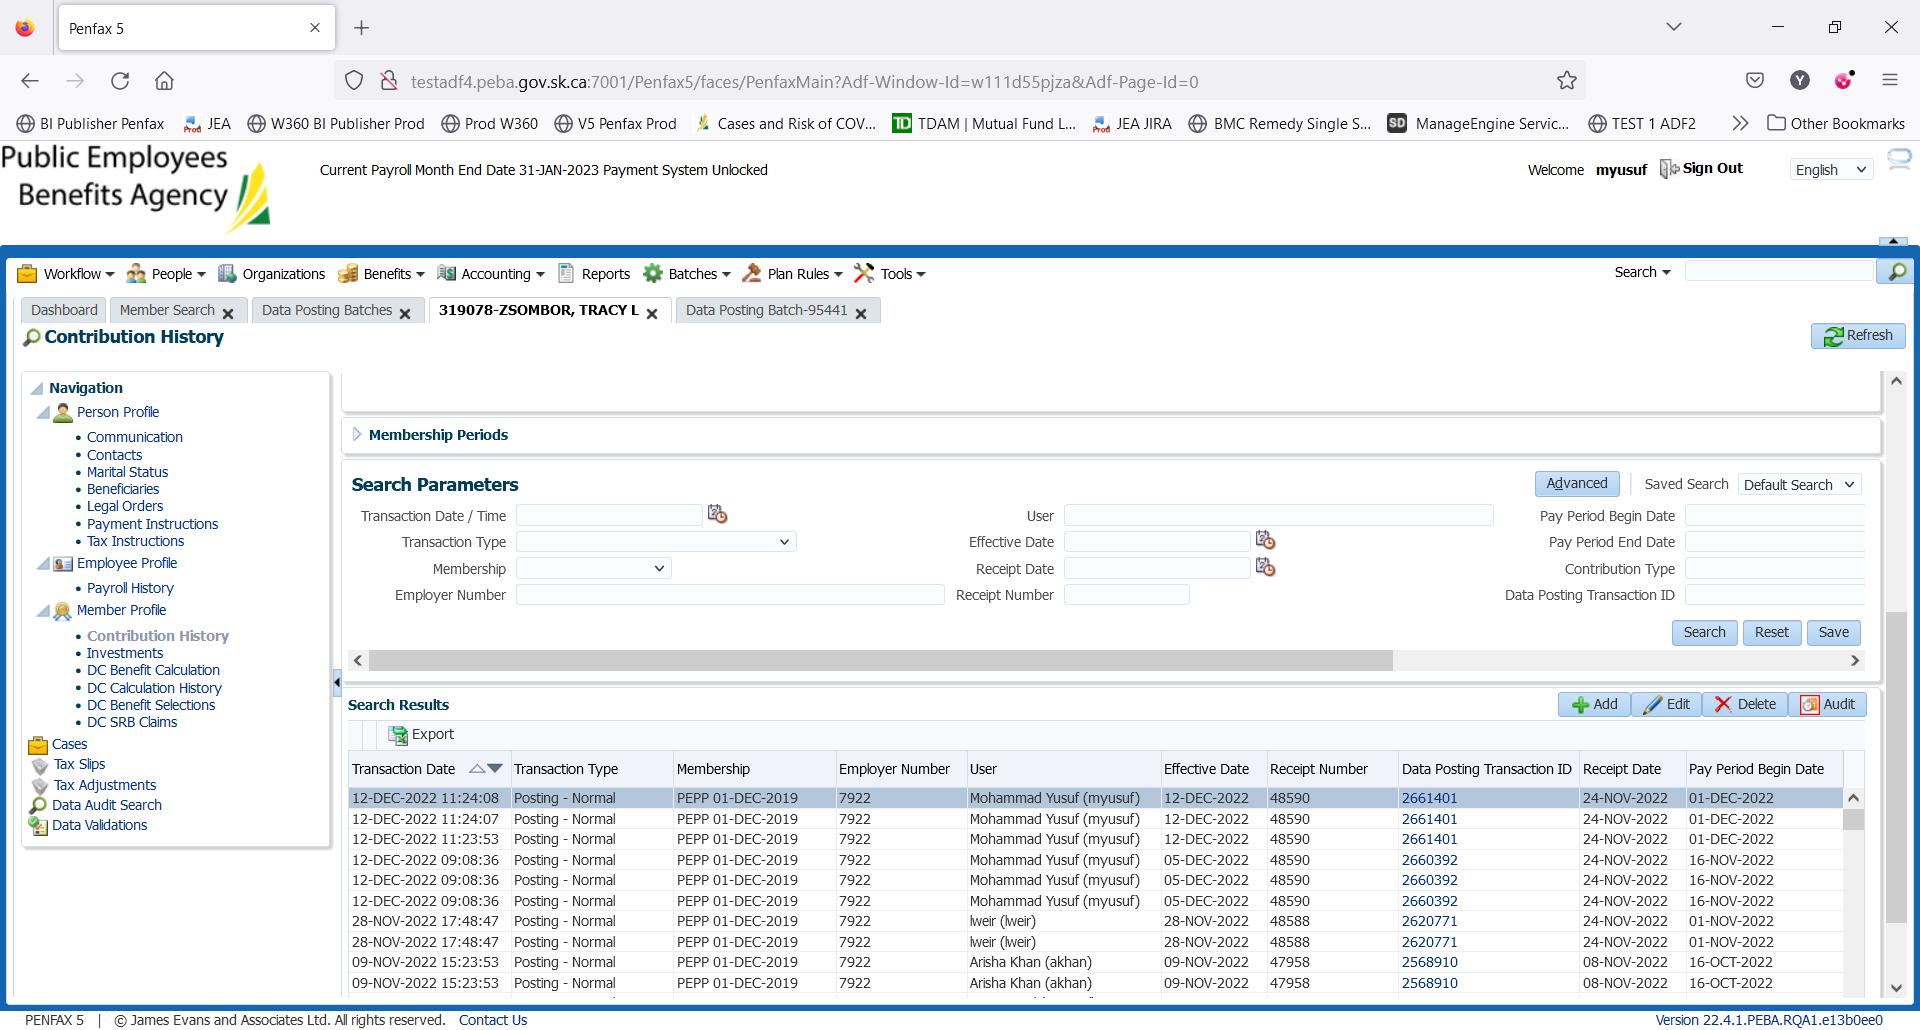 Penfax 5
testadf4.peba.gov.sk.ca:7001/Penfax5/faces/PenfaxMain?Adf-Window-Id=w111d55pjza&Adf-Page-Id=0
Y
BI Publisher Penfax JEA W360 BI Publisher Prod Prod W360 V5 Penfax Prod Cases and Risk of COV... TDAM | Mutual Fund L... JEA JIRA BMC Remedy Single S... SD ManageEngine Servic... TEST 1 ADF2 Other Bookmarks
Public Employees
Benefits Agency
Current Payroll Month End Date 31-JAN-2023 Payment System Unlocked
Welcome myusuf Sign Out English
Workflow People Organizations Benefits Accounting Reports Batches Plan Rules Tools Search
Dashboard Member Search Data Posting Batches 319078-ZSOMBOR, TRACY L Data Posting Batch-95441
Contribution History
Refresh
Navigation
Person Profile
Communication
Contacts
Marital Status
Beneficiaries
Legal Orders
Payment Instructions
Tax Instructions
Employee Profile
Payroll History
Member Profile
Contribution History
Investments
DC Benefit Calculation
DC Calculation History
DC Benefit Selections
DC SRB Claims
Cases
Tax Slips
Tax Adjustments
Data Audit Search
Data Validations
Membership Periods
Search Parameters
Advanced Saved Search Default Search
Transaction Date / Time User Pay Period Begin Date
Transaction Type Effective Date Pay Period End Date
Membership Receipt Date Contribution Type
Employer Number Receipt Number Data Posting Transaction ID
Search Reset Save
Search Results
Add Edit Delete Audit
Export
Transaction Date Transaction Type Membership Employer Number User Effective Date Receipt Number Data Posting Transaction ID Receipt Date Pay Period Begin Date
12-DEC-2022 11:24:08 Posting - Normal PEPP 01-DEC-2019 7922 Mohammad Yusuf (myusuf) 12-DEC-2022 48590 2661401 24-NOV-2022 01-DEC-2022
12-DEC-2022 11:24:07 Posting - Normal PEPP 01-DEC-2019 7922 Mohammad Yusuf (myusuf) 12-DEC-2022 48590 2661401 24-NOV-2022 01-DEC-2022
12-DEC-2022 11:23:53 Posting - Normal PEPP 01-DEC-2019 7922 Mohammad Yusuf (myusuf) 12-DEC-2022 48590 2661401 24-NOV-2022 01-DEC-2022
12-DEC-2022 09:08:36 Posting - Normal PEPP 01-DEC-2019 7922 Mohammad Yusuf (myusuf) 05-DEC-2022 48590 2660392 24-NOV-2022 16-NOV-2022
12-DEC-2022 09:08:36 Posting - Normal PEPP 01-DEC-2019 7922 Mohammad Yusuf (myusuf) 05-DEC-2022 48590 2660392 24-NOV-2022 16-NOV-2022
12-DEC-2022 09:08:36 Posting - Normal PEPP 01-DEC-2019 7922 Mohammad Yusuf (myusuf) 05-DEC-2022 48590 2660392 24-NOV-2022 16-NOV-2022
28-NOV-2022 17:48:47 Posting - Normal PEPP 01-DEC-2019 7922 lweir (lweir) 28-NOV-2022 48588 2620771 24-NOV-2022 01-NOV-2022
28-NOV-2022 17:48:47 Posting - Normal PEPP 01-DEC-2019 7922 lweir (lweir) 28-NOV-2022 48588 2620771 24-NOV-2022 01-NOV-2022
09-NOV-2022 15:23:53 Posting - Normal PEPP 01-DEC-2019 7922 Arisha Khan (akhan) 09-NOV-2022 47958 2568910 08-NOV-2022 16-OCT-2022
09-NOV-2022 15:23:53 Posting - Normal PEPP 01-DEC-2019 7922 Arisha Khan (akhan) 09-NOV-2022 47958 2568910 08-NOV-2022 16-OCT-2022
PENFAX 5 | © James Evans and Associates Ltd. All rights reserved. Contact Us Version 22.4.1.PEBA.RQA1.e13b0ee0